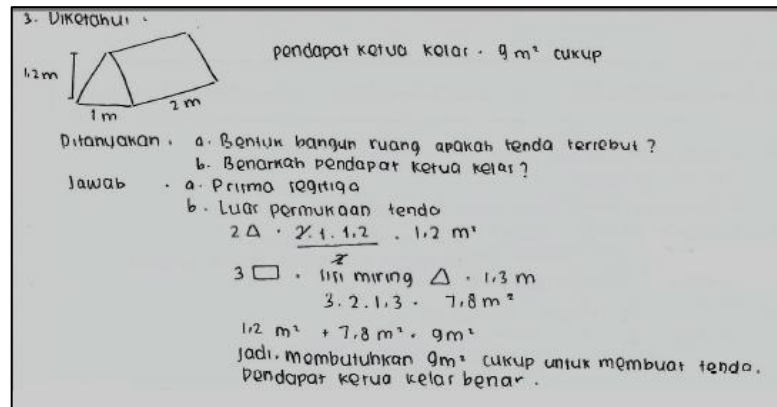 3. Diketahui :
pendapat ketua kelas : 9 m² cukup
1,2 m
1 m
2 m
Ditanyakan : a. Bentuk bangun ruang apakah tenda tersebut ?
b. Benarkah pendapat ketua kelas ?
Jawab : a. Prisma segitiga
b. Luas permukaan tenda
2 △ = 2.1.1,2 / 2 = 1,2 m²
3 ▭ = sisi miring △ = 1,3 m
3.2.1,3 = 7,8 m²
1,2 m² + 7,8 m² = 9 m²
Jadi, membutuhkan 9m² cukup untuk membuat tenda.
Pendapat ketua kelas benar.